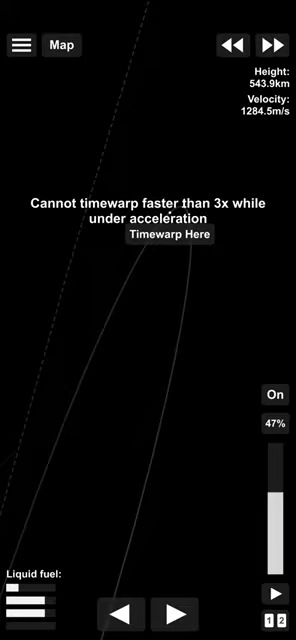 Map
Height:
543.9km
Velocity:
1284.5m/s
Cannot timewarp faster than 3x while
under acceleration
Timewarp Here
On
47%
Liquid fuel:
1 2